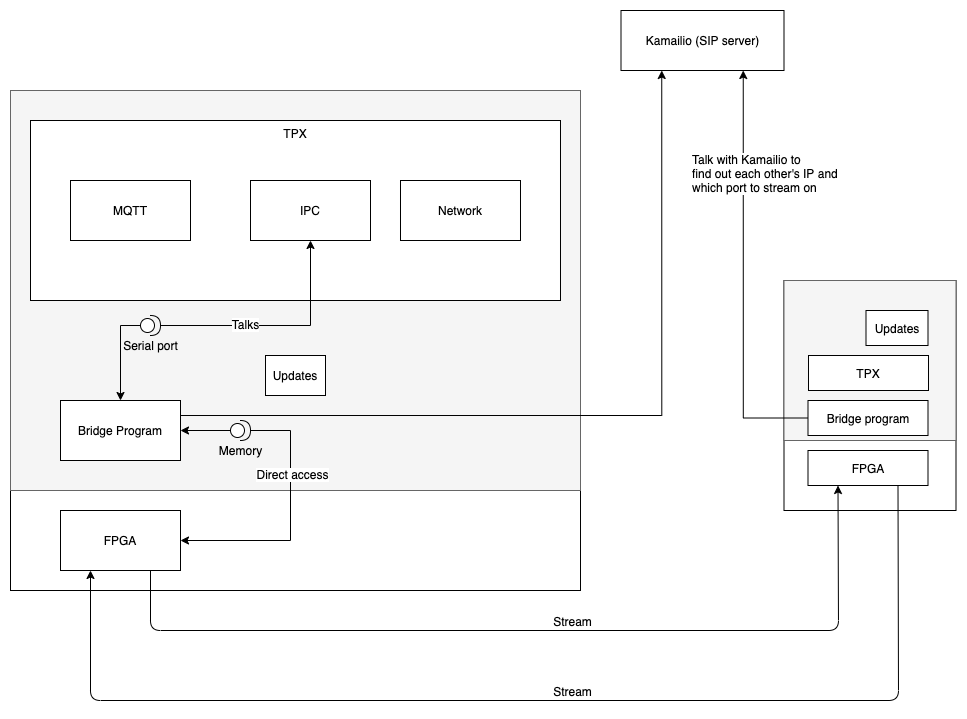 Kamailio (SIP server)
TPX
MQTT
IPC
Network
Talk with Kamailio to
find out each other's IP and
which port to stream on
Talks
Serial port
Updates
Bridge Program
Memory
Direct access
FPGA
Updates
TPX
Bridge program
FPGA
Stream
Stream